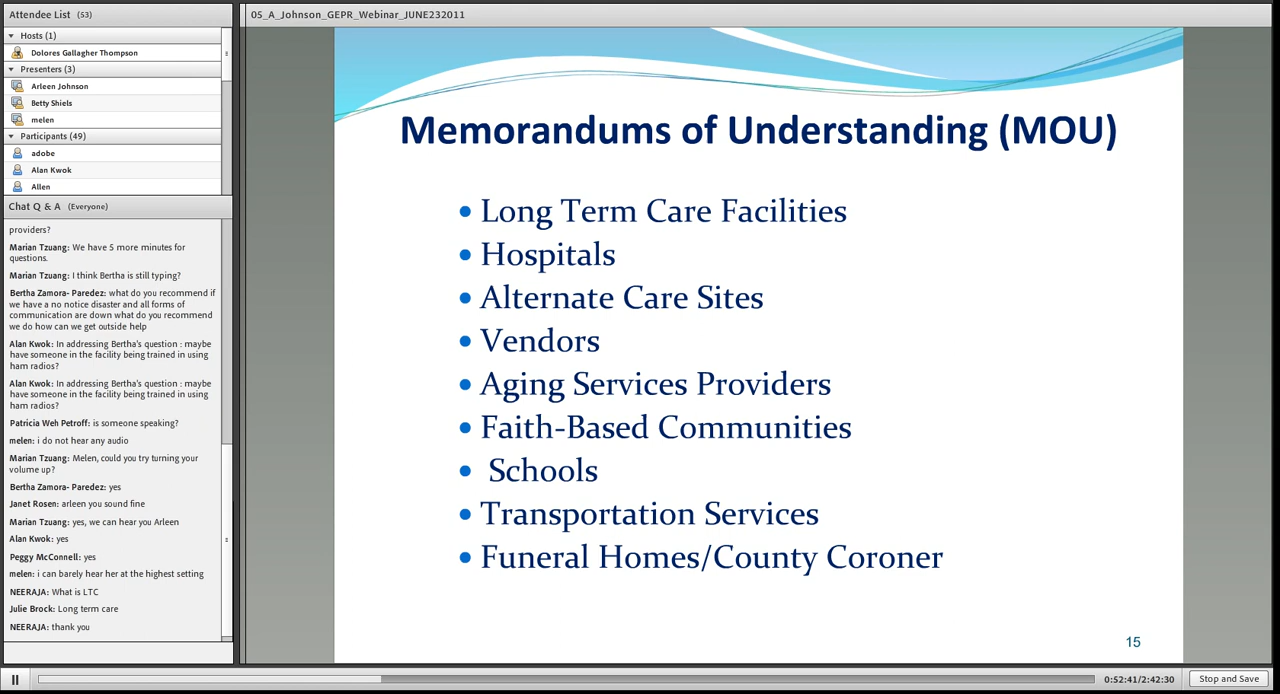 Attendee List (53)
Hosts (1)
Dolores Gallagher Thompson
Presenters (3)
Arleen Johnson
Betty Shiels
melen
Participants (49)
adobe
Alan Kwok
Allen
Chat Q & A (Everyone)
providers?
Marian Tzuang: We have 5 more minutes for
questions.
Marian Tzuang: I think Bertha is still typing?
Bertha Zamora- Paredez: what do you recommend if
we have a no notice disaster and all forms of
communication are down what do you recommend
we do how can we get outside help
Alan Kwok: In addressing Bertha's question : maybe
have someone in the facility being trained in using
ham radios?
Alan Kwok: In addressing Bertha's question : maybe
have someone in the facility being trained in using
ham radios?
Patricia Weh Petroff: is someone speaking?
melen: i do not hear any audio
Marian Tzuang: Melen, could you try turning your
volume up?
Bertha Zamora- Paredez: yes
Janet Rosen: arleen you sound fine
Marian Tzuang: yes, we can hear you Arleen
Alan Kwok: yes
Peggy McConnell: yes
melen: i can barely hear her at the highest setting
NEERAJA: What is LTC
Julie Brock: Long term care
NEERAJA: thank you
05_A_Johnson_GEPR_Webinar_JUNE232011
Memorandums of Understanding (MOU)
• Long Term Care Facilities
• Hospitals
• Alternate Care Sites
• Vendors
• Aging Services Providers
• Faith-Based Communities
• Schools
• Transportation Services
• Funeral Homes/County Coroner
15
0:52:41/2:42:30
Stop and Save